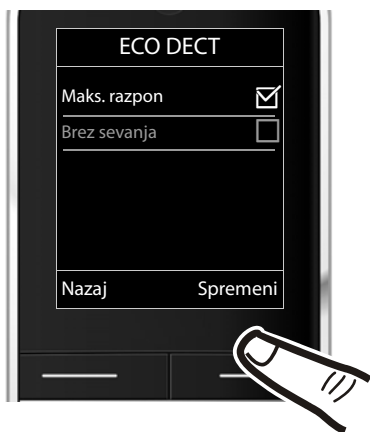 ECO DECT
Maks. razpon
Brez sevanja
Nazaj Spremeni